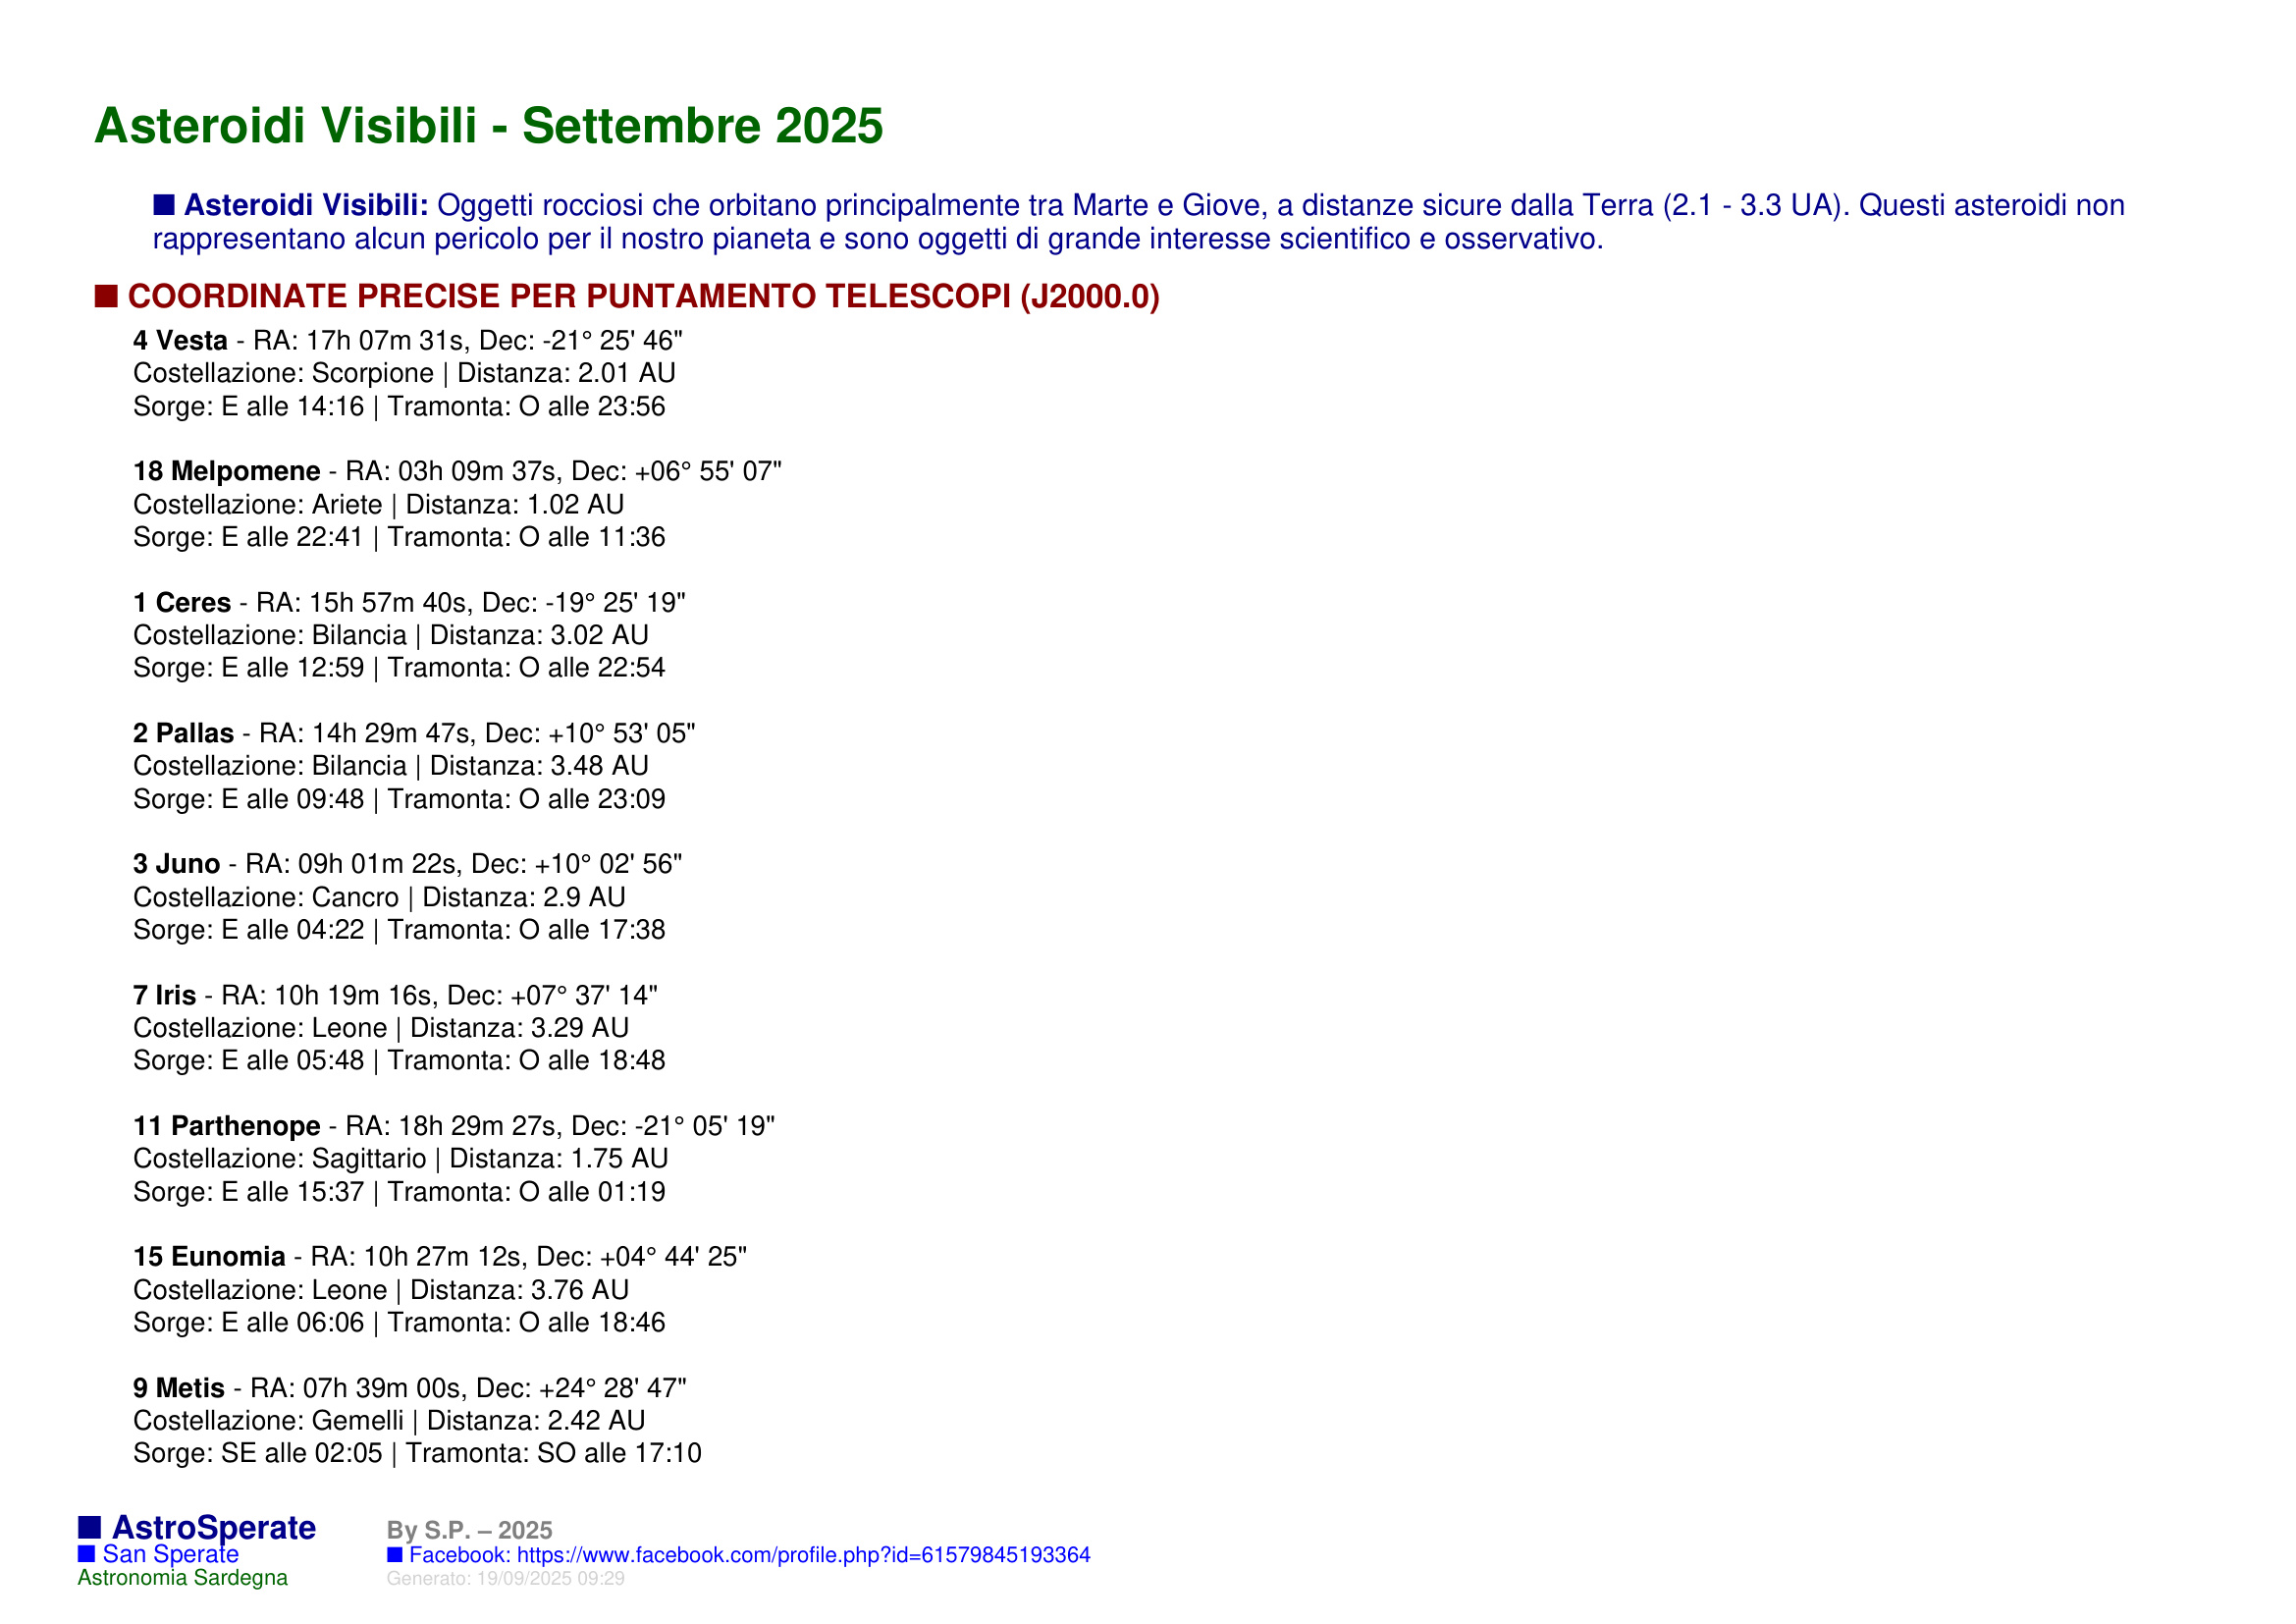 Asteroidi Visibili - Settembre 2025
■ Asteroidi Visibili: Oggetti rocciosi che orbitano principalmente tra Marte e Giove, a distanze sicure dalla Terra (2.1 - 3.3 UA). Questi asteroidi non
rappresentano alcun pericolo per il nostro pianeta e sono oggetti di grande interesse scientifico e osservativo.
■ COORDINATE PRECISE PER PUNTAMENTO TELESCOPI (J2000.0)
4 Vesta - RA: 17h 07m 31s, Dec: -21° 25' 46"
Costellazione: Scorpione | Distanza: 2.01 AU
Sorge: E alle 14:16 | Tramonta: O alle 23:56
18 Melpomene - RA: 03h 09m 37s, Dec: +06° 55' 07"
Costellazione: Ariete | Distanza: 1.02 AU
Sorge: E alle 22:41 | Tramonta: O alle 11:36
1 Ceres - RA: 15h 57m 40s, Dec: -19° 25' 19"
Costellazione: Bilancia | Distanza: 3.02 AU
Sorge: E alle 12:59 | Tramonta: O alle 22:54
2 Pallas - RA: 14h 29m 47s, Dec: +10° 53' 05"
Costellazione: Bilancia | Distanza: 3.48 AU
Sorge: E alle 09:48 | Tramonta: O alle 23:09
3 Juno - RA: 09h 01m 22s, Dec: +10° 02' 56"
Costellazione: Cancro | Distanza: 2.9 AU
Sorge: E alle 04:22 | Tramonta: O alle 17:38
7 Iris - RA: 10h 19m 16s, Dec: +07° 37' 14"
Costellazione: Leone | Distanza: 3.29 AU
Sorge: E alle 05:48 | Tramonta: O alle 18:48
11 Parthenope - RA: 18h 29m 27s, Dec: -21° 05' 19"
Costellazione: Sagittario | Distanza: 1.75 AU
Sorge: E alle 15:37 | Tramonta: O alle 01:19
15 Eunomia - RA: 10h 27m 12s, Dec: +04° 44' 25"
Costellazione: Leone | Distanza: 3.76 AU
Sorge: E alle 06:06 | Tramonta: O alle 18:46
9 Metis - RA: 07h 39m 00s, Dec: +24° 28' 47"
Costellazione: Gemelli | Distanza: 2.42 AU
Sorge: SE alle 02:05 | Tramonta: SO alle 17:10
■ AstroSperate
■ San Sperate
Astronomia Sardegna
By S.P. – 2025
■ Facebook: https://www.facebook.com/profile.php?id=61579845193364
Generato: 19/09/2025 09:29